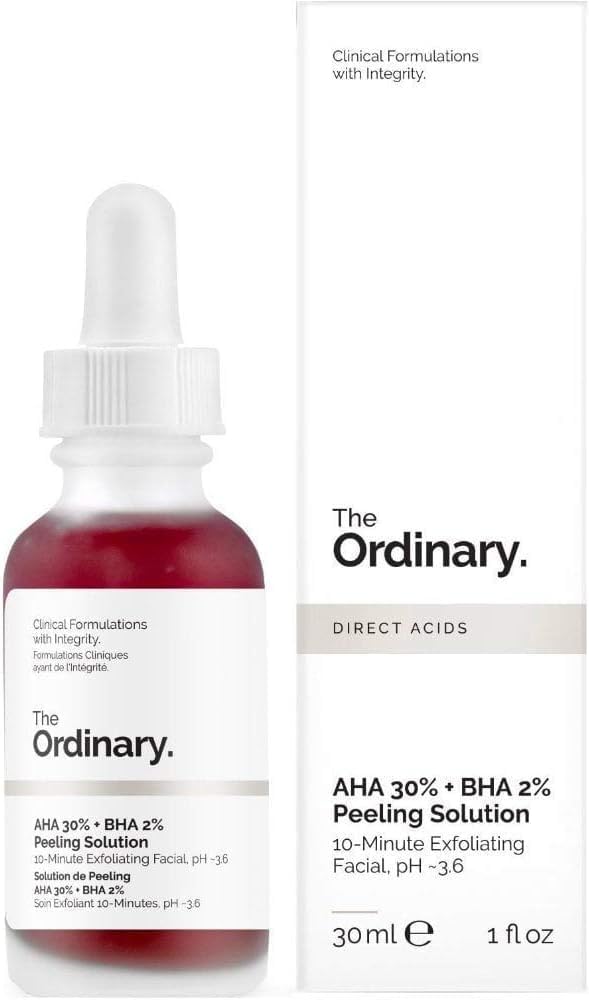 Clinical Formulations
with Integrity.
The
Ordinary.
DIRECT ACIDS
AHA 30% + BHA 2%
Peeling Solution
10-Minute Exfoliating
Facial, pH ~3.6
30 ml e 1 fl oz
Clinical Formulations
with Integrity.
Formulations Cliniques
ayant de l'Intégrité.
The
Ordinary.
AHA 30% + BHA 2%
Peeling Solution
10-Minute Exfoliating Facial, pH ~3.6
Solution de Peeling
AHA 30% + BHA 2%
Soin Exfoliant 10-Minutes, pH ~3.6